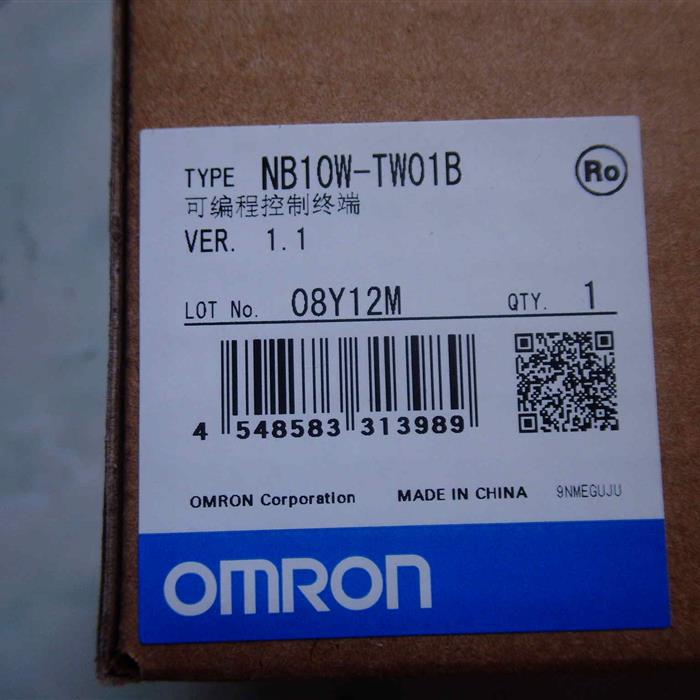 TYPE NB10W-TW01B
Ro
可编程控制终端
VER. 1.1
LOT No. 08Y12M QTY. 1
4 548583 313989
OMRON Corporation MADE IN CHINA 9NMEGUJU
OMRON